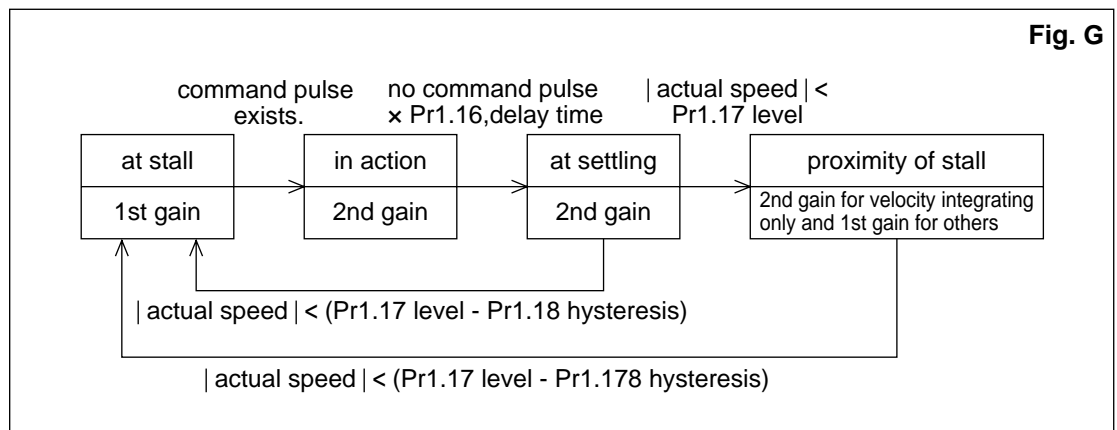 Fig. G
command pulse
exists.
no command pulse
× Pr1.16,delay time
|actual speed| <
Pr1.17 level
at stall
in action
at settling
proximity of stall
1st gain
2nd gain
2nd gain
2nd gain for velocity integrating
only and 1st gain for others
|actual speed| < (Pr1.17 level - Pr1.18 hysteresis)
|actual speed| < (Pr1.17 level - Pr1.178 hysteresis)